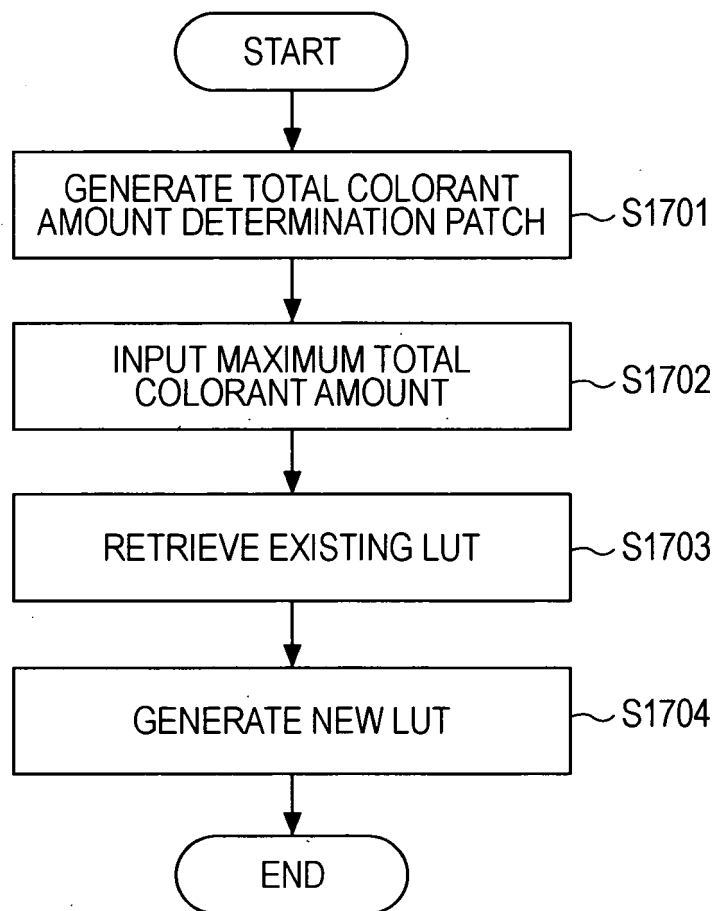 START
GENERATE TOTAL COLORANT
AMOUNT DETERMINATION PATCH
S1701
INPUT MAXIMUM TOTAL
COLORANT AMOUNT
S1702
RETRIEVE EXISTING LUT
S1703
GENERATE NEW LUT
S1704
END